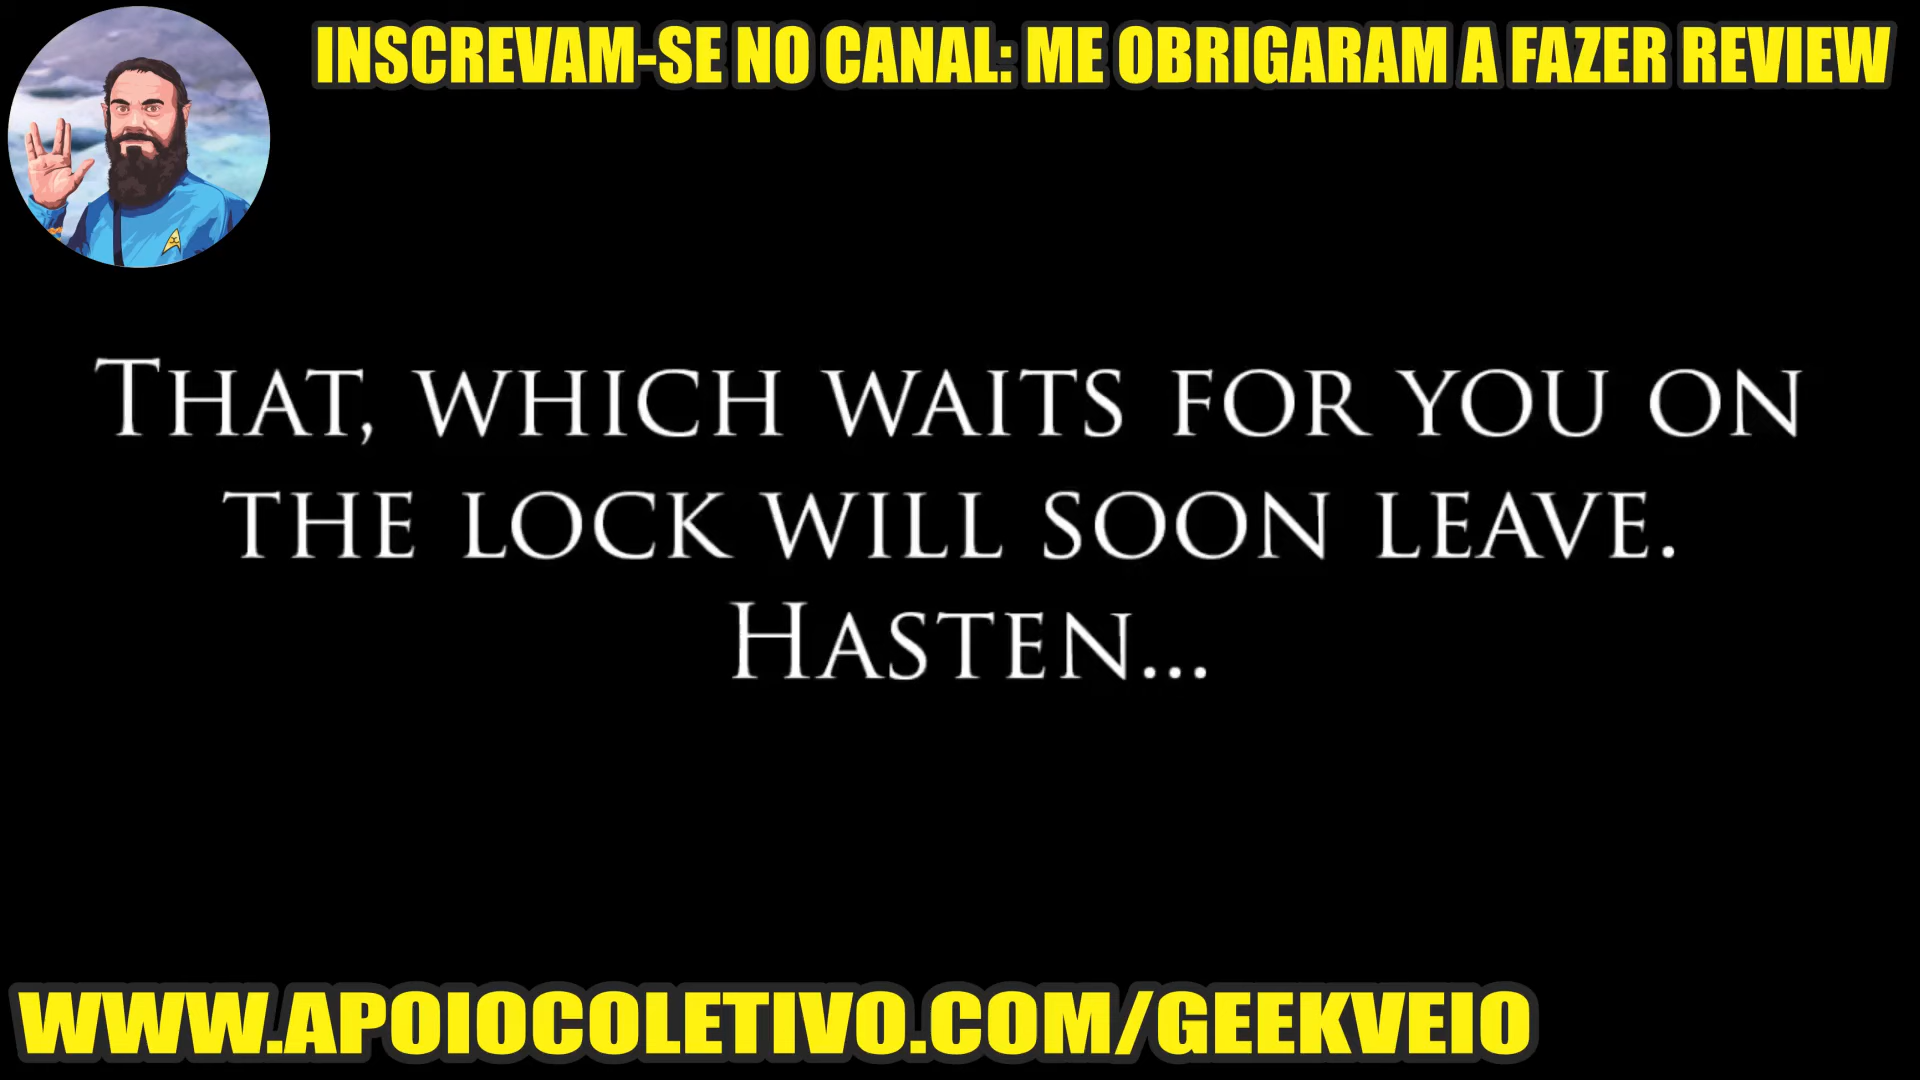 INSCREVAM-SE NO CANAL: ME OBRIGARAM A FAZER REVIEW
THAT, WHICH WAITS FOR YOU ON
THE LOCK WILL SOON LEAVE.
HASTEN...
WWW.APOIOCOLETIVO.COM/GEEKVEIO